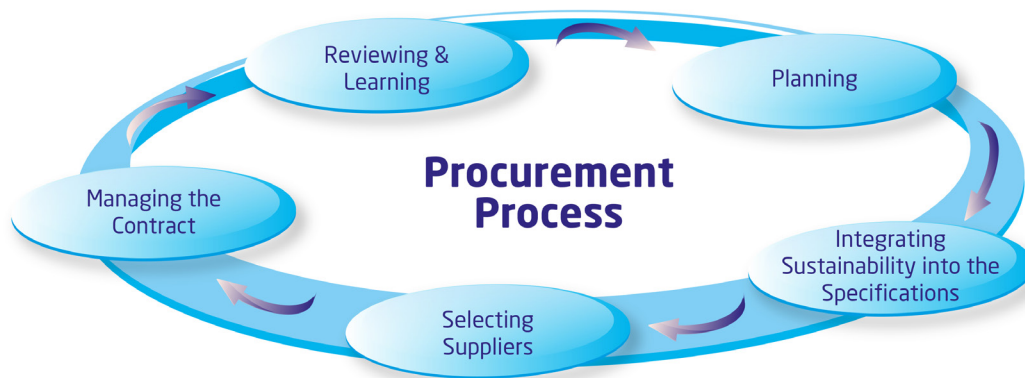 Reviewing &
Learning
Planning
Procurement
Process
Managing the
Contract
Integrating
Sustainability into the
Specifications
Selecting
Suppliers